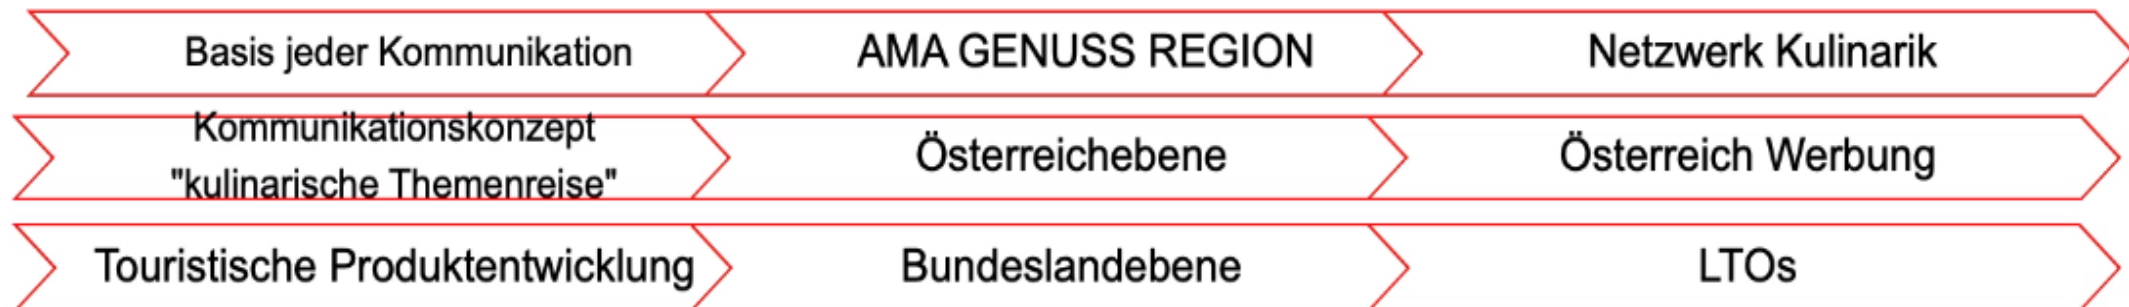 Basis jeder Kommunikation
AMA GENUSS REGION
Netzwerk Kulinarik
Kommunikationskonzept
"kulinarische Themenreise"
Österreichebene
Österreich Werbung
Touristische Produktentwicklung
Bundeslandebene
LTOs